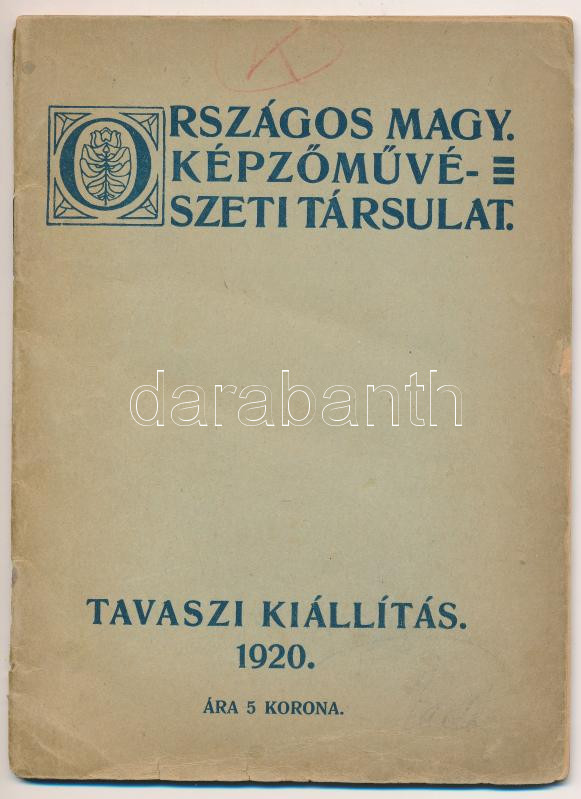 ORSZÁGOS MAGY.
KÉPZŐMŰVÉ-
SZETI TÁRSULAT.
darabanth
TAVASZI KIÁLLÍTÁS.
1920.
ÁRA 5 KORONA.